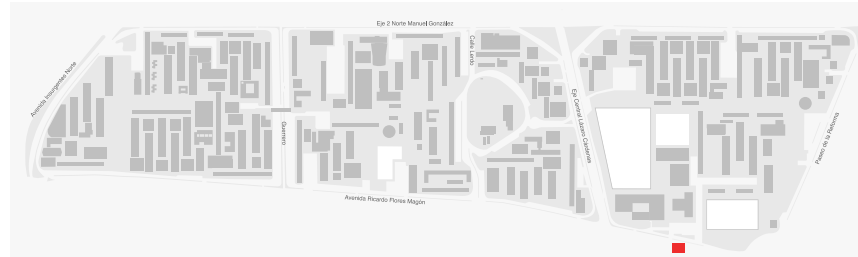 Eje 2 Norte Manuel González
Avenida Insurgentes Norte
Calle Lerdo
Eje Central Lázaro Cárdenas
Guerrero
Paseo de la Reforma
Avenida Ricardo Flores Magón